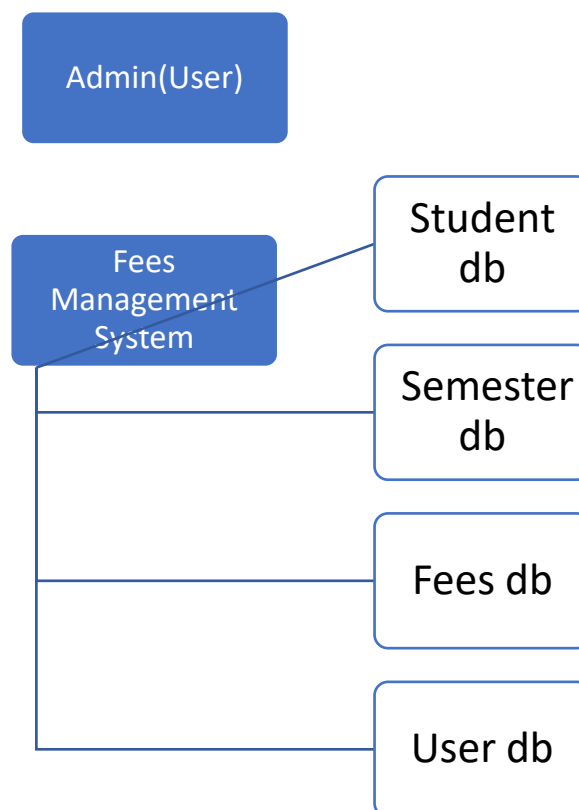 Admin(User)
Fees
Management
System
Student
db
Semester
db
Fees db
User db